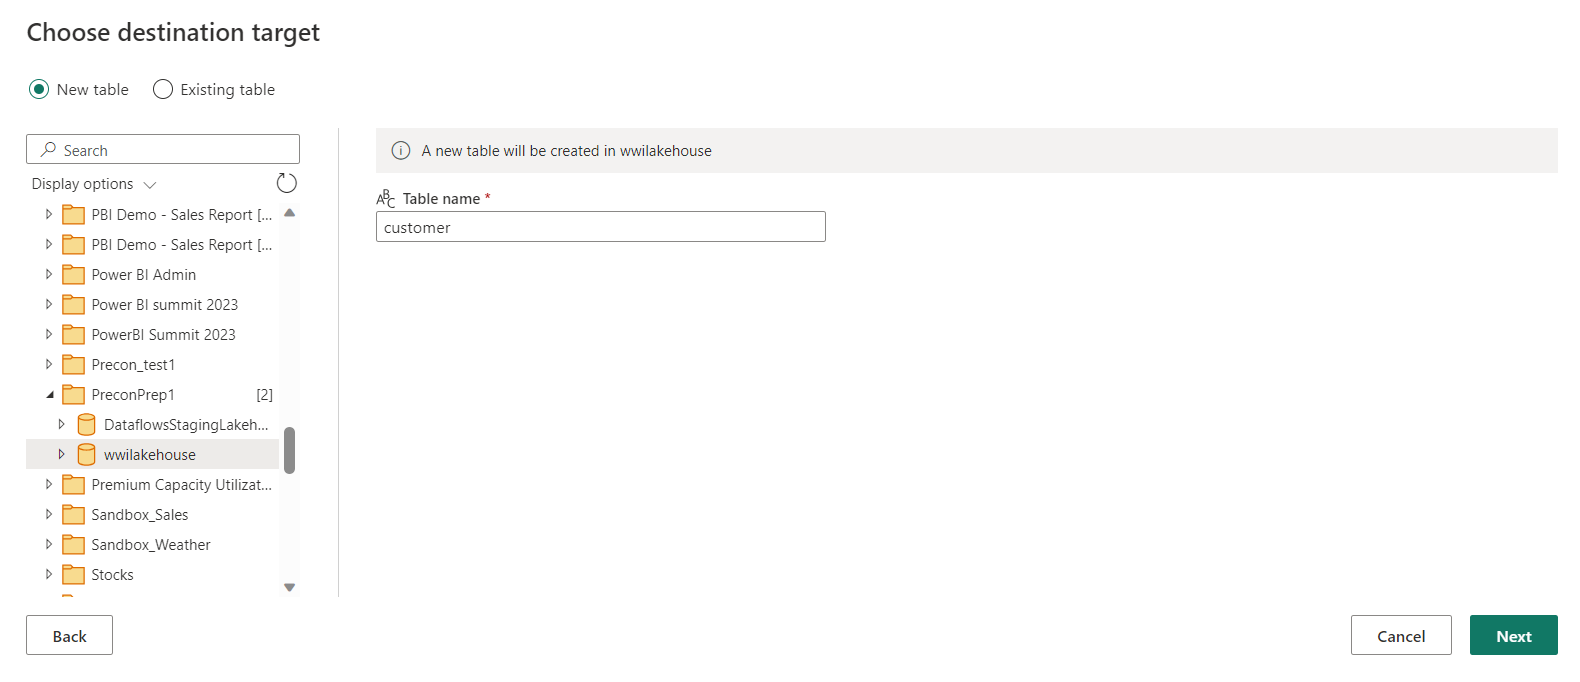 Choose destination target
New table
Existing table
Search
Display options
PBI Demo - Sales Report [...
PBI Demo - Sales Report [...
Power BI Admin
Power BI summit 2023
PowerBI Summit 2023
Precon_test1
PreconPrep1 [2]
DataflowsStagingLakeh...
wwilakehouse
Premium Capacity Utilizat...
Sandbox_Sales
Sandbox_Weather
Stocks
A new table will be created in wwilakehouse
ABC Table name *
customer
Back
Cancel
Next